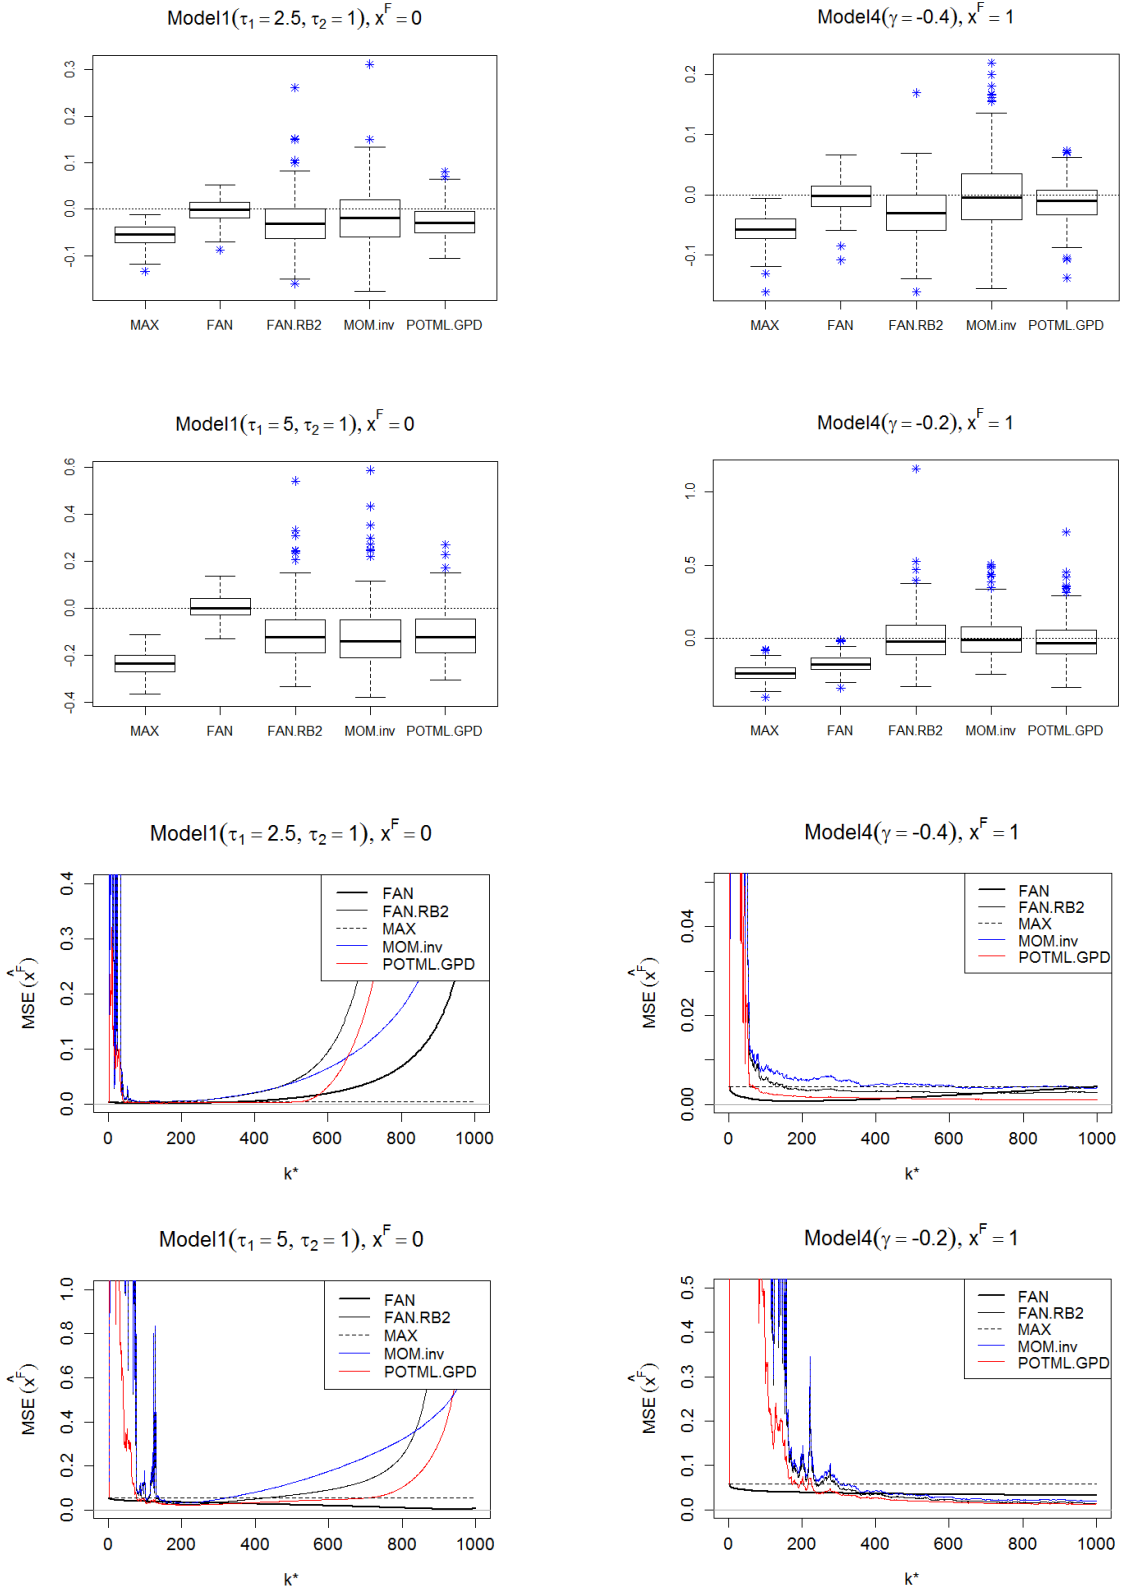 Model1(τ1 = 2.5, τ2 = 1), x^F = 0
0.3
0.2
0.1
0.0
-0.1
MAX FAN FAN.RB2 MOM.inv POTML.GPD
Model4(γ = -0.4), x^F = 1
0.2
0.1
0.0
-0.1
MAX FAN FAN.RB2 MOM.inv POTML.GPD
Model1(τ1 = 5, τ2 = 1), x^F = 0
0.6
0.4
0.2
0.0
-0.2
-0.4
MAX FAN FAN.RB2 MOM.inv POTML.GPD
Model4(γ = -0.2), x^F = 1
1.0
0.5
0.0
MAX FAN FAN.RB2 MOM.inv POTML.GPD
Model1(τ1 = 2.5, τ2 = 1), x^F = 0
MSE (x̂^F)
0.4
0.3
0.2
0.1
0.0
FAN
FAN.RB2
MAX
MOM.inv
POTML.GPD
0 200 400 600 800 1000
k*
Model4(γ = -0.4), x^F = 1
MSE (x̂^F)
0.04
0.02
0.00
FAN
FAN.RB2
MAX
MOM.inv
POTML.GPD
0 200 400 600 800 1000
k*
Model1(τ1 = 5, τ2 = 1), x^F = 0
MSE (x̂^F)
1.0
0.8
0.6
0.4
0.2
0.0
FAN
FAN.RB2
MAX
MOM.inv
POTML.GPD
0 200 400 600 800 1000
k*
Model4(γ = -0.2), x^F = 1
MSE (x̂^F)
0.5
0.4
0.3
0.2
0.1
0.0
FAN
FAN.RB2
MAX
MOM.inv
POTML.GPD
0 200 400 600 800 1000
k*